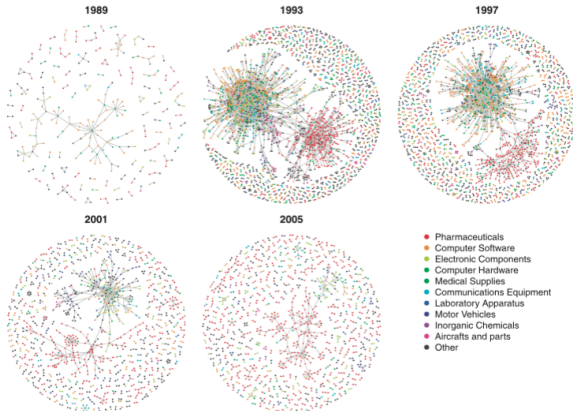 1989
1993
1997
2001
2005
Pharmaceuticals
Computer Software
Electronic Components
Computer Hardware
Medical Supplies
Communications Equipment
Laboratory Apparatus
Motor Vehicles
Inorganic Chemicals
Aircrafts and parts
Other